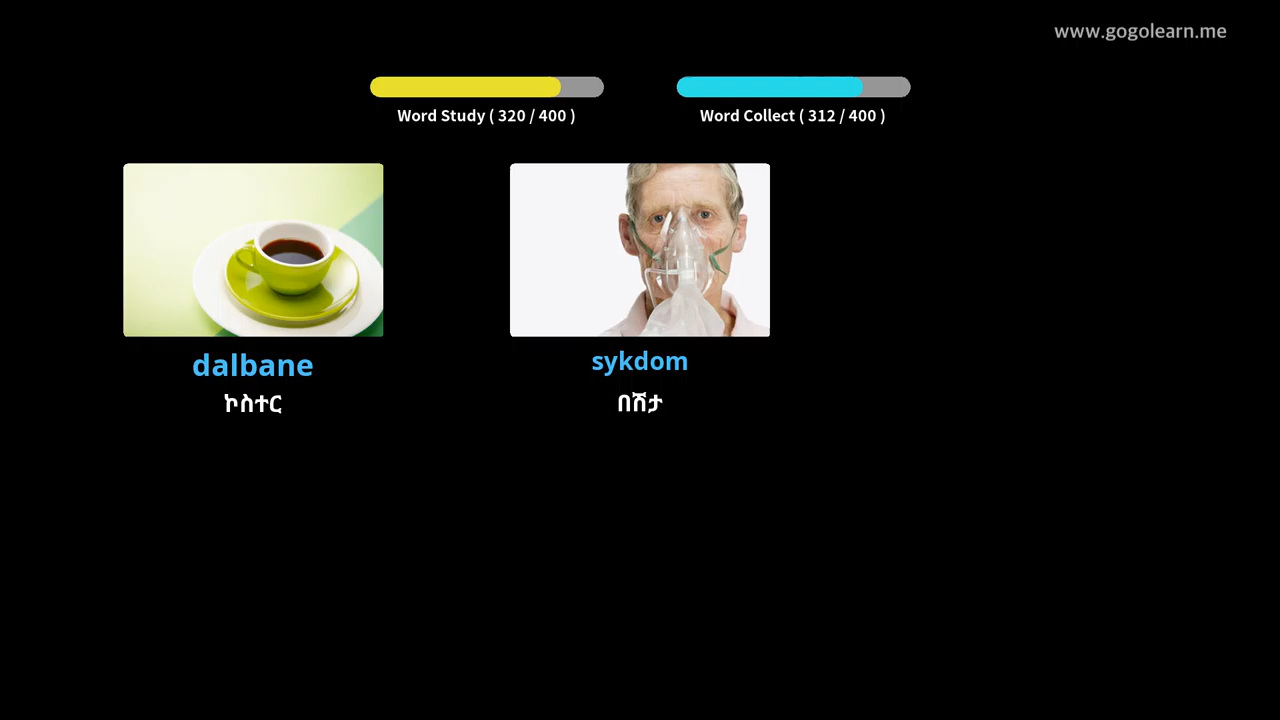 www.gogolearn.me
Word Study ( 320 / 400 )
Word Collect ( 312 / 400 )
dalbane
ኮስተር
sykdom
በሽታ